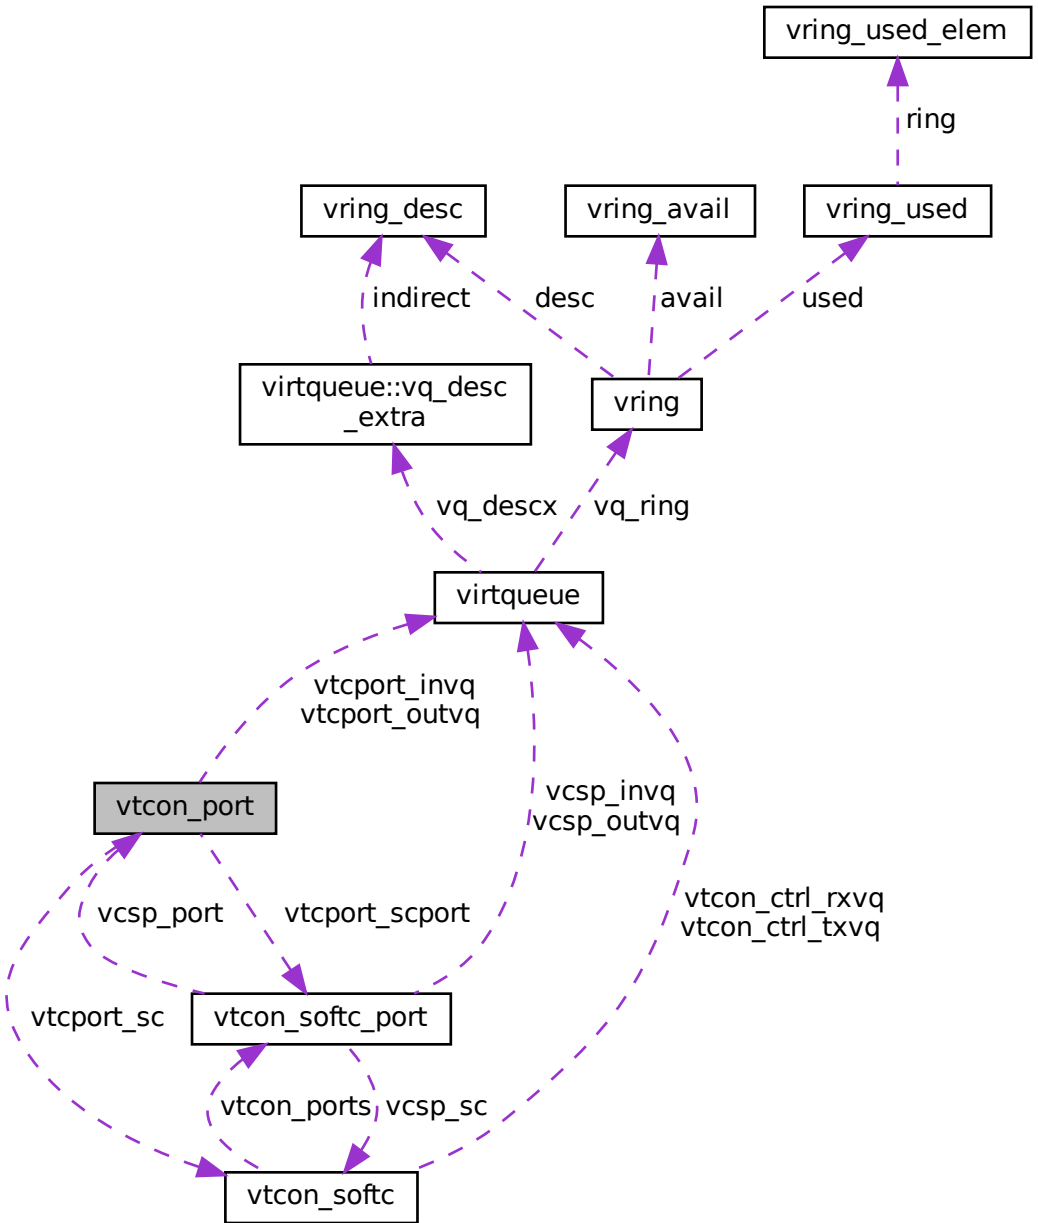 vring_used_elem
ring
vring_desc
vring_avail
vring_used
indirect
desc
avail
used
virtqueue::vq_desc
_extra
vring
vq_descx
vq_ring
virtqueue
vtcport_invq
vtcport_outvq
vtcon_port
vcsp_invq
vcsp_outvq
vcsp_port
vtcport_scport
vtcon_ctrl_rxvq
vtcon_ctrl_txvq
vtcport_sc
vtcon_softc_port
vtcon_ports
vcsp_sc
vtcon_softc